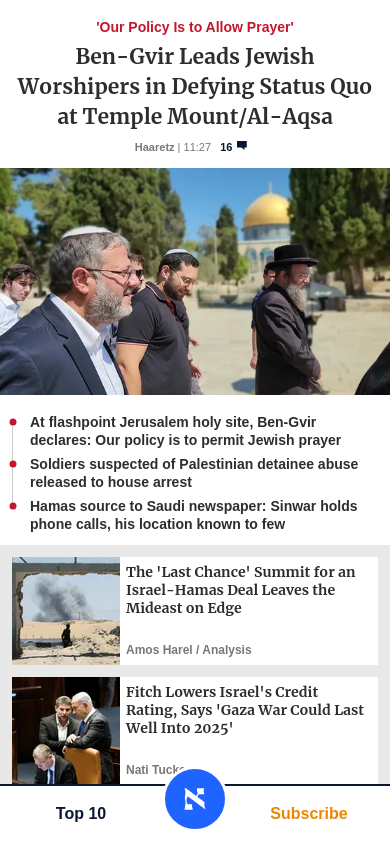 'Our Policy Is to Allow Prayer'
Ben-Gvir Leads Jewish
Worshipers in Defying Status Quo
at Temple Mount/Al-Aqsa
Haaretz | 11:27 16
At flashpoint Jerusalem holy site, Ben-Gvir
declares: Our policy is to permit Jewish prayer
Soldiers suspected of Palestinian detainee abuse
released to house arrest
Hamas source to Saudi newspaper: Sinwar holds
phone calls, his location known to few
The 'Last Chance' Summit for an
Israel-Hamas Deal Leaves the
Mideast on Edge
Amos Harel / Analysis
Fitch Lowers Israel's Credit
Rating, Says 'Gaza War Could Last
Well Into 2025'
Nati
Top 10
Subscribe